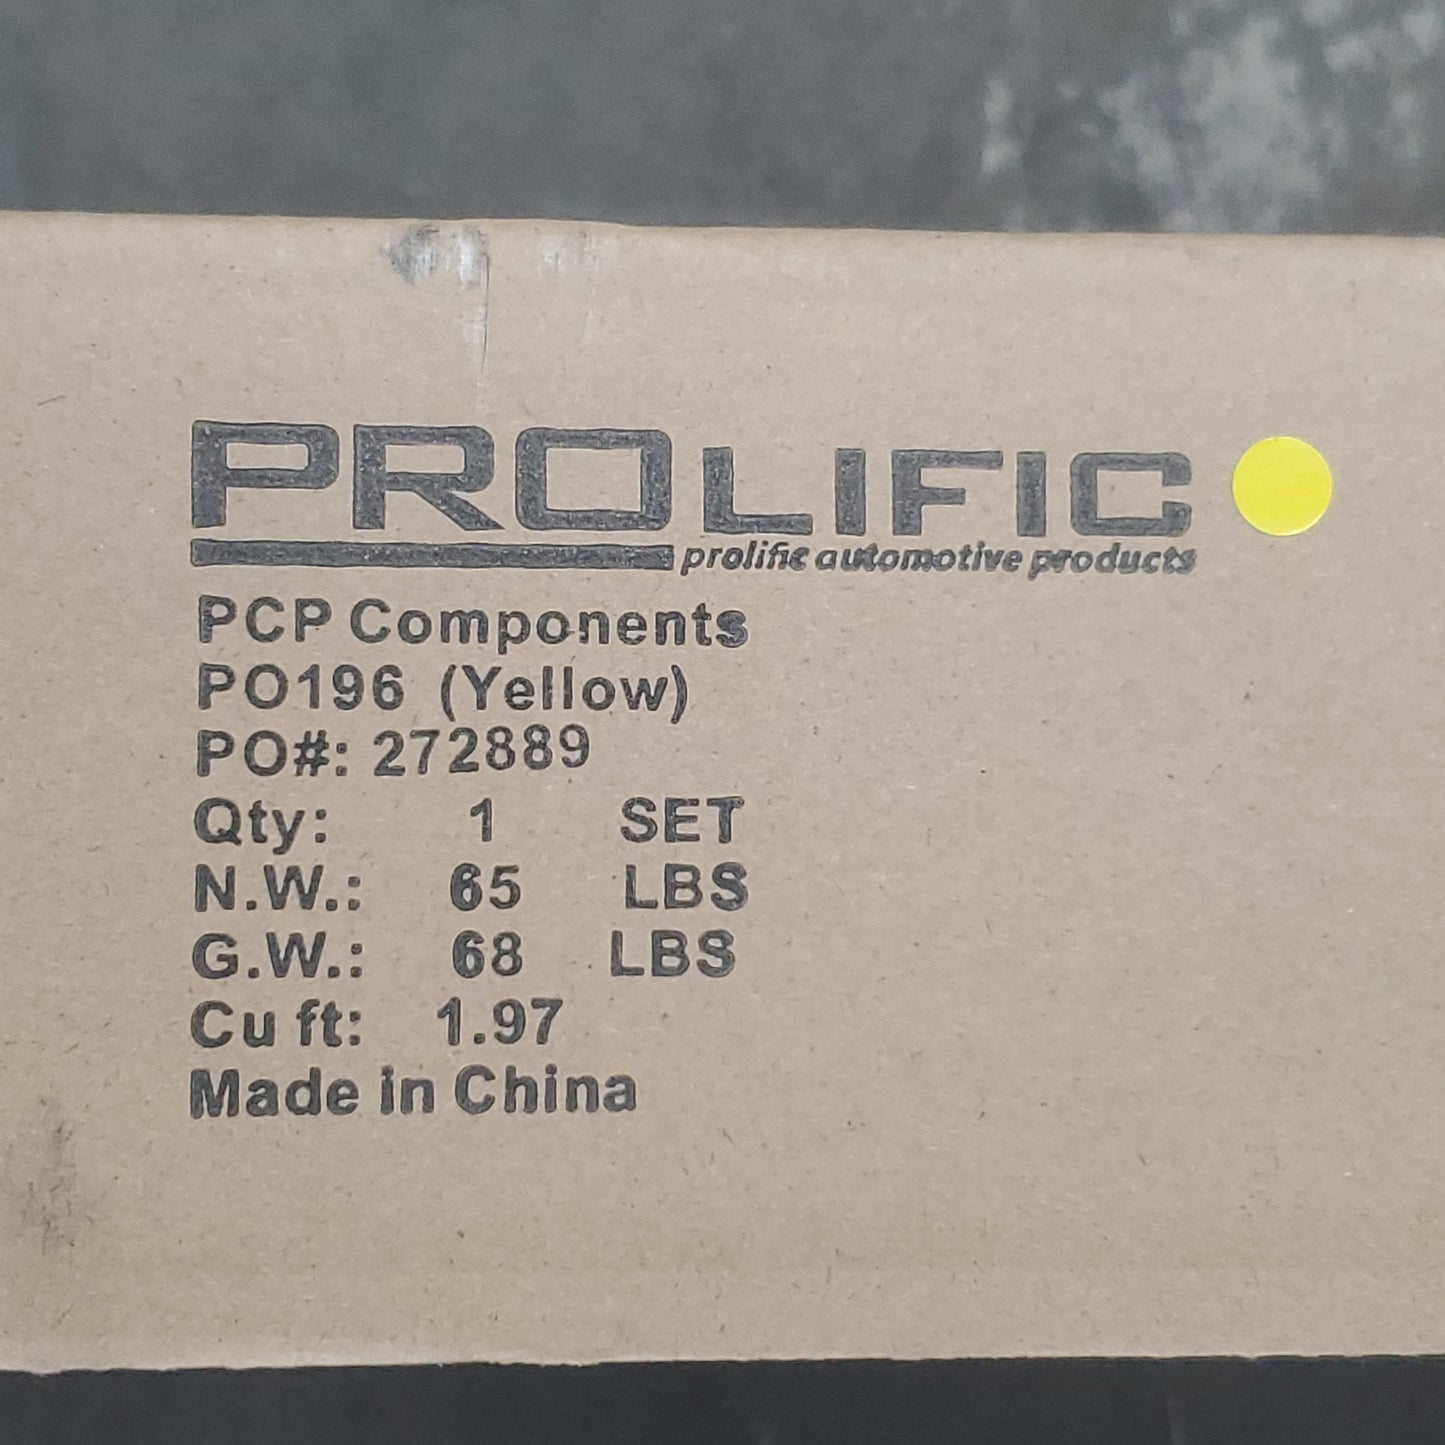 PROLIFIC
prolific automotive products
PCP Components
PO196 (Yellow)
PO#: 272889
Qty: 1 SET
N.W.: 65 LBS
G.W.: 68 LBS
Cu ft: 1.97
Made in China